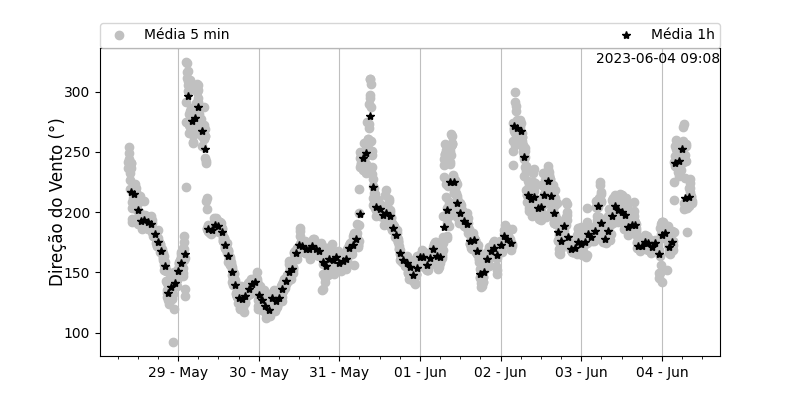 Média 5 min
Média 1h
2023-06-04 09:08
Direção do Vento (°)
300
250
200
150
100
29 - May
30 - May
31 - May
01 - Jun
02 - Jun
03 - Jun
04 - Jun